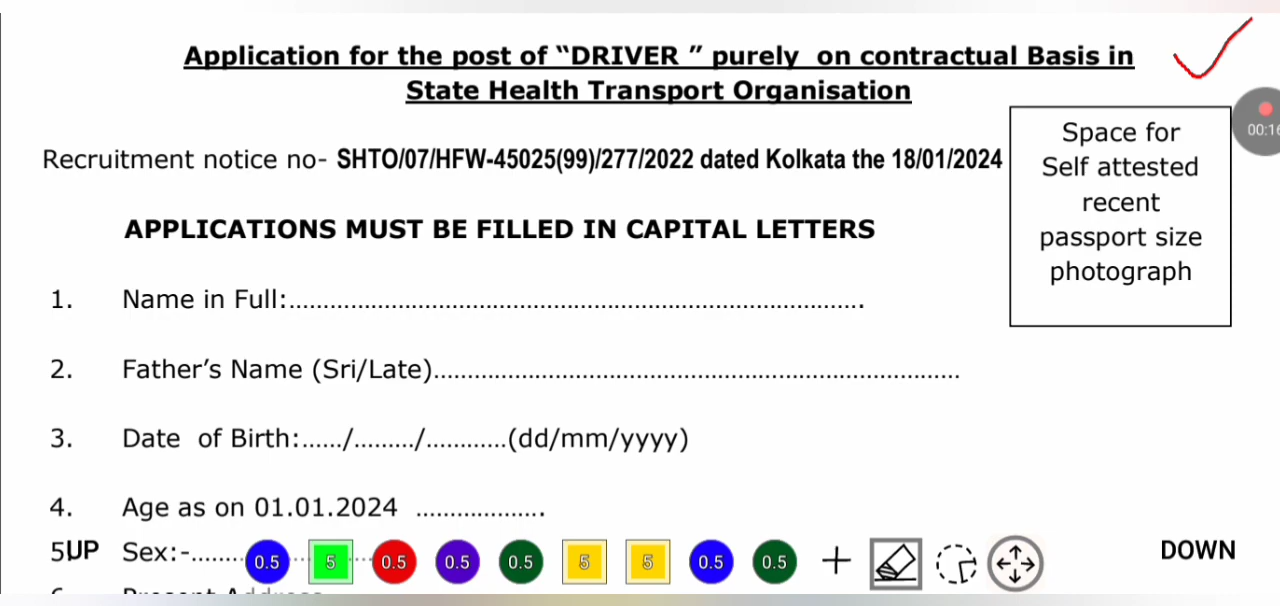 Application for the post of “DRIVER ” purely on contractual Basis in
State Health Transport Organisation
Recruitment notice no- SHTO/07/HFW-45025(99)/277/2022 dated Kolkata the 18/01/2024
Space for
Self attested
recent
passport size
photograph
00:16
APPLICATIONS MUST BE FILLED IN CAPITAL LETTERS
1. Name in Full:....................................................................................
2. Father’s Name (Sri/Late).............................................................................
3. Date of Birth:....../........./............(dd/mm/yyyy)
4. Age as on 01.01.2024 ...................
5 Sex:-........
UP 0.5 5 0.5 0.5 0.5 5 5 0.5 0.5 + DOWN
Present Address